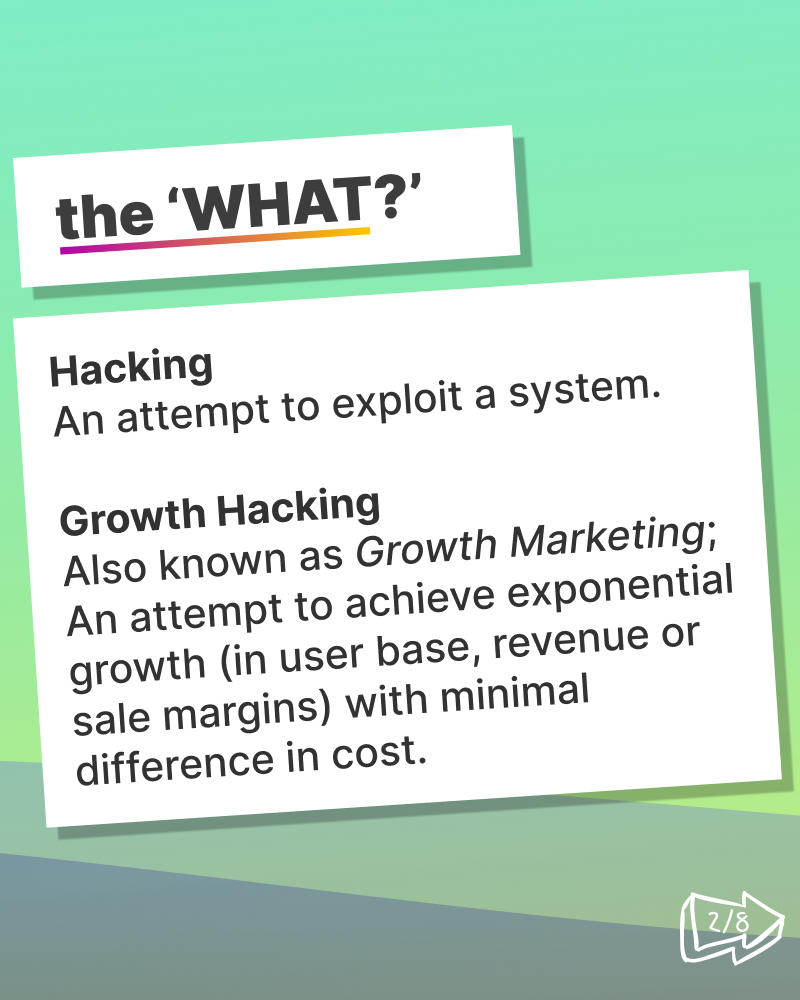 the ‘WHAT?’
Hacking
An attempt to exploit a system.
Growth Hacking
Also known as Growth Marketing;
An attempt to achieve exponential
growth (in user base, revenue or
sale margins) with minimal
difference in cost.
2/8